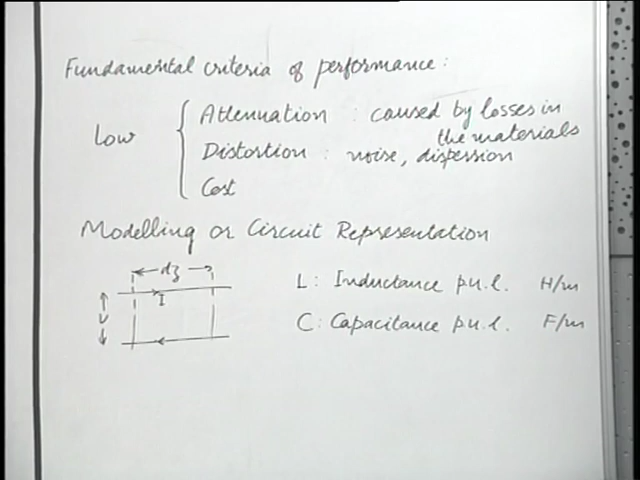 Fundamental criteria of performance:
Low
Attenuation : caused by losses in
the materials
Distortion : noise, dispersion
Cost
Modelling or Circuit Representation
dz
I
V
L: Inductance p.u.l. H/m
C: Capacitance p.u.l. F/m